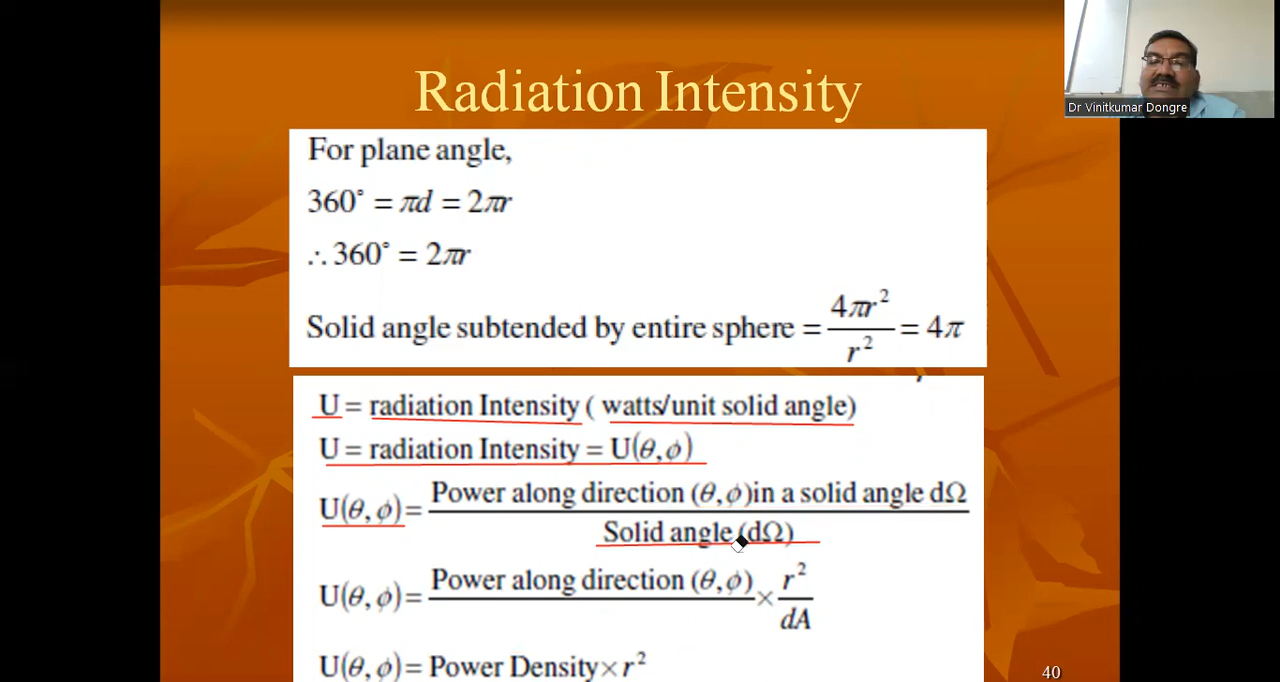 Radiation Intensity
Dr Vinitkumar Dongre
For plane angle,
360° = πd = 2πr
∴ 360° = 2πr
Solid angle subtended by entire sphere = 4πr² / r² = 4π
U = radiation Intensity ( watts/unit solid angle)
U = radiation Intensity = U(θ,ϕ)
U(θ,ϕ)= Power along direction (θ,ϕ)in a solid angle dΩ / Solid angle (dΩ)
U(θ,ϕ)= Power along direction (θ,ϕ) × r² / dA
U(θ,ϕ)= Power Density× r²
40